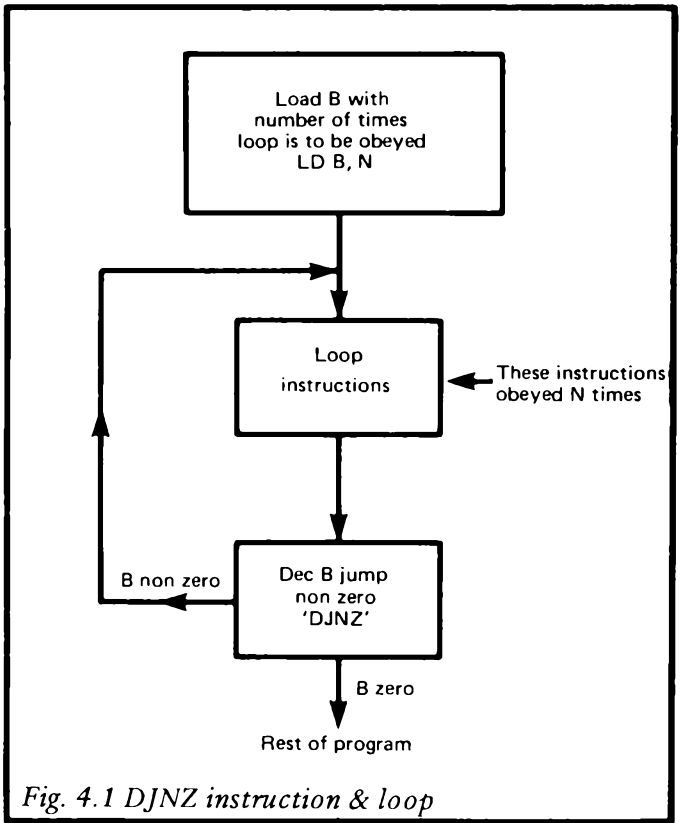 Load B with
number of times
loop is to be obeyed
LD B, N
Loop
instructions
These instructions
obeyed N times
Dec B jump
non zero
'DJNZ'
B non zero
B zero
Rest of program
Fig. 4.1 DJNZ instruction & loop